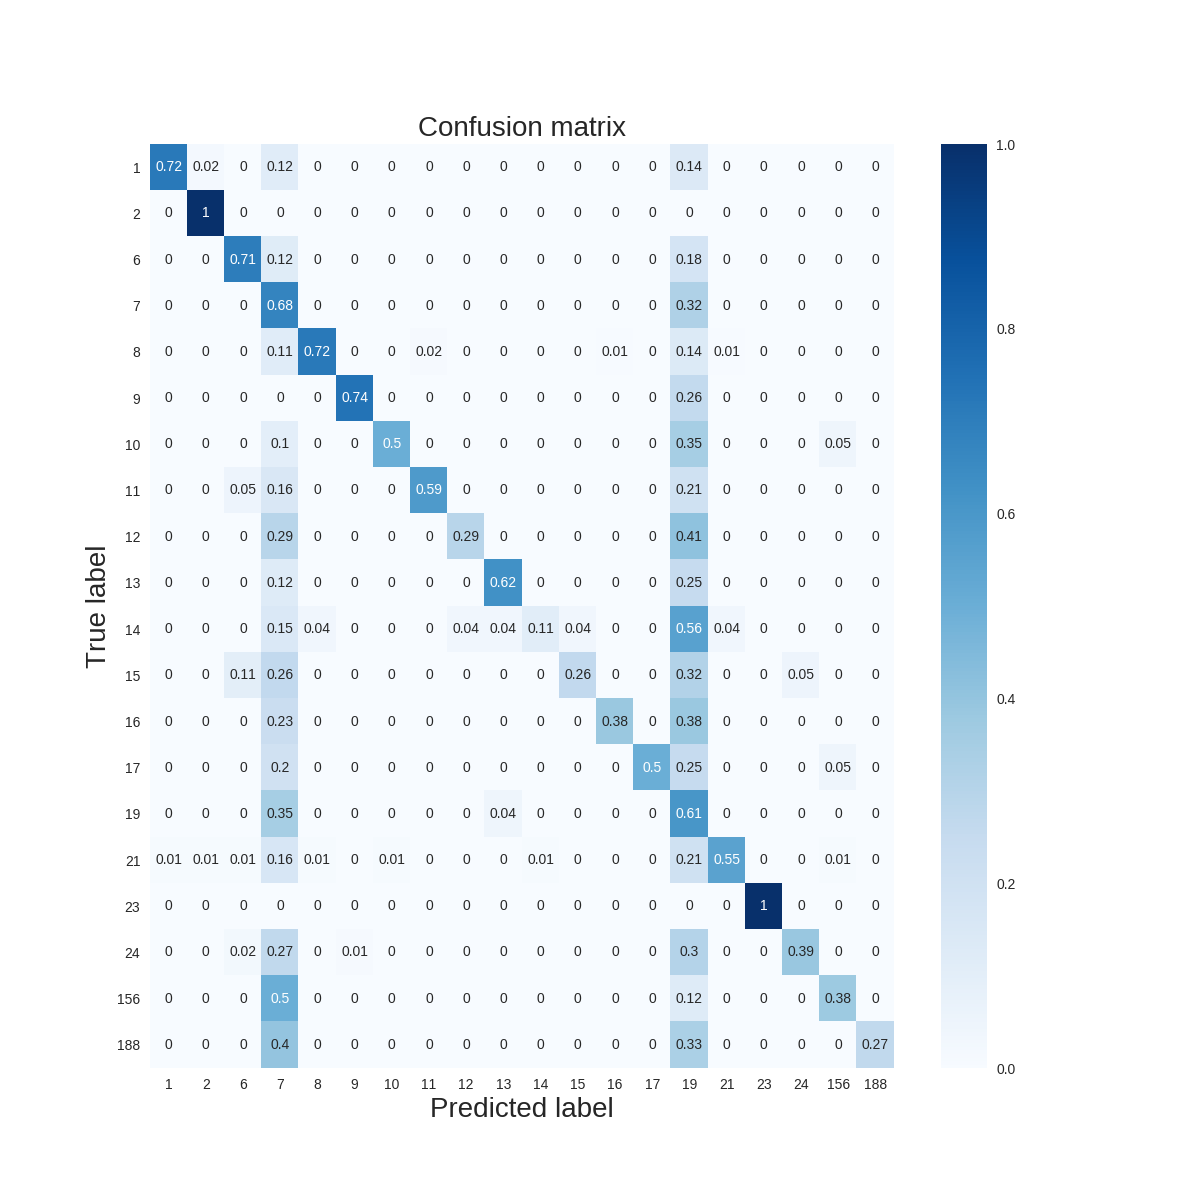 Confusion matrix
1 0.72 0.02 0 0.12 0 0 0 0 0 0 0 0 0 0 0.14 0 0 0 0 0 1.0
2 0 1 0 0 0 0 0 0 0 0 0 0 0 0 0 0 0 0 0 0
6 0 0 0.71 0.12 0 0 0 0 0 0 0 0 0 0 0.18 0 0 0 0 0
7 0 0 0 0.68 0 0 0 0 0 0 0 0 0 0 0.32 0 0 0 0 0
0.8
8 0 0 0 0.11 0.72 0 0 0.02 0 0 0 0 0.01 0 0.14 0.01 0 0 0 0
9 0 0 0 0 0 0.74 0 0 0 0 0 0 0 0 0.26 0 0 0 0 0
10 0 0 0 0.1 0 0 0.5 0 0 0 0 0 0 0 0.35 0 0 0 0.05 0
11 0 0 0.05 0.16 0 0 0 0.59 0 0 0 0 0 0 0.21 0 0 0 0 0
0.6
12 0 0 0 0.29 0 0 0 0 0.29 0 0 0 0 0 0.41 0 0 0 0 0
13 0 0 0 0.12 0 0 0 0 0 0.62 0 0 0 0 0.25 0 0 0 0 0
True label
14 0 0 0 0.15 0.04 0 0 0 0.04 0.04 0.11 0.04 0 0 0.56 0.04 0 0 0 0
15 0 0 0.11 0.26 0 0 0 0 0 0 0 0.26 0 0 0.32 0 0 0.05 0 0
0.4
16 0 0 0 0.23 0 0 0 0 0 0 0 0 0.38 0 0.38 0 0 0 0 0
17 0 0 0 0.2 0 0 0 0 0 0 0 0 0 0.5 0.25 0 0 0 0.05 0
19 0 0 0 0.35 0 0 0 0 0 0.04 0 0 0 0 0.61 0 0 0 0 0
21 0.01 0.01 0.01 0.16 0.01 0 0.01 0 0 0 0.01 0 0 0 0.21 0.55 0 0 0.01 0
0.2
23 0 0 0 0 0 0 0 0 0 0 0 0 0 0 0 0 1 0 0 0
24 0 0 0.02 0.27 0 0.01 0 0 0 0 0 0 0 0 0.3 0 0 0.39 0 0
156 0 0 0 0.5 0 0 0 0 0 0 0 0 0 0 0.12 0 0 0 0.38 0
188 0 0 0 0.4 0 0 0 0 0 0 0 0 0 0 0.33 0 0 0 0 0.27
0.0
1 2 6 7 8 9 10 11 12 13 14 15 16 17 19 21 23 24 156 188
Predicted label